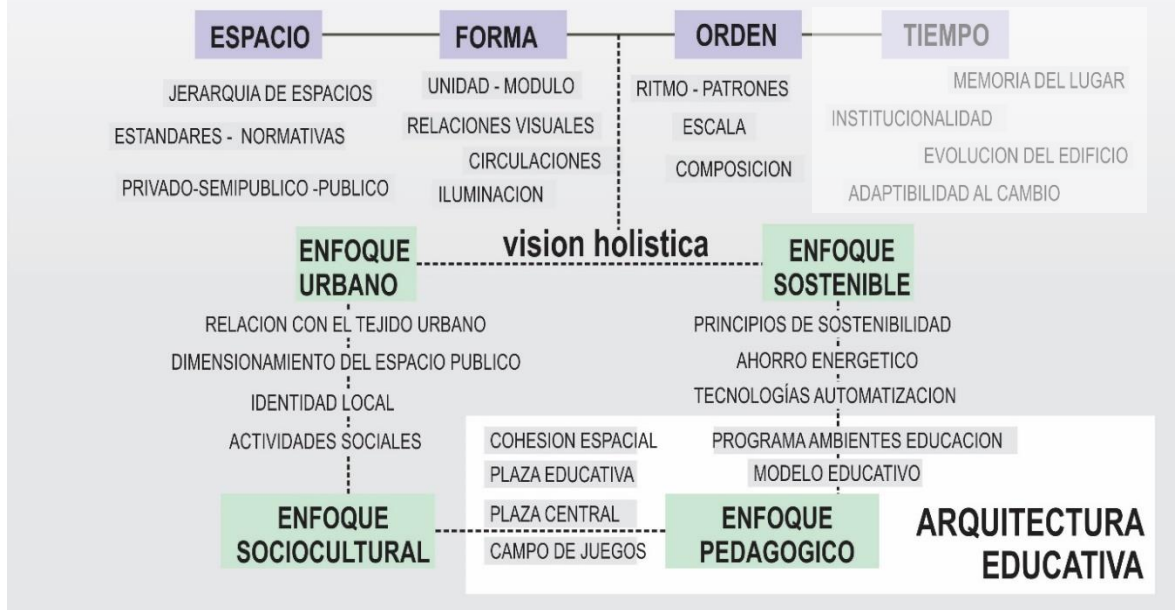 ESPACIO
FORMA
ORDEN
TIEMPO
JERARQUIA DE ESPACIOS
ESTANDARES - NORMATIVAS
PRIVADO-SEMIPUBLICO -PUBLICO
UNIDAD - MODULO
RELACIONES VISUALES
CIRCULACIONES
ILUMINACION
RITMO - PATRONES
ESCALA
COMPOSICION
MEMORIA DEL LUGAR
INSTITUCIONALIDAD
EVOLUCION DEL EDIFICIO
ADAPTIBILIDAD AL CAMBIO
vision holistica
ENFOQUE
URBANO
RELACION CON EL TEJIDO URBANO
DIMENSIONAMIENTO DEL ESPACIO PUBLICO
IDENTIDAD LOCAL
ACTIVIDADES SOCIALES
ENFOQUE
SOSTENIBLE
PRINCIPIOS DE SOSTENIBILIDAD
AHORRO ENERGETICO
TECNOLOGÍAS AUTOMATIZACION
PROGRAMA AMBIENTES EDUCACION
MODELO EDUCATIVO
COHESION ESPACIAL
PLAZA EDUCATIVA
PLAZA CENTRAL
CAMPO DE JUEGOS
ENFOQUE
SOCIOCULTURAL
ENFOQUE
PEDAGOGICO
ARQUITECTURA
EDUCATIVA